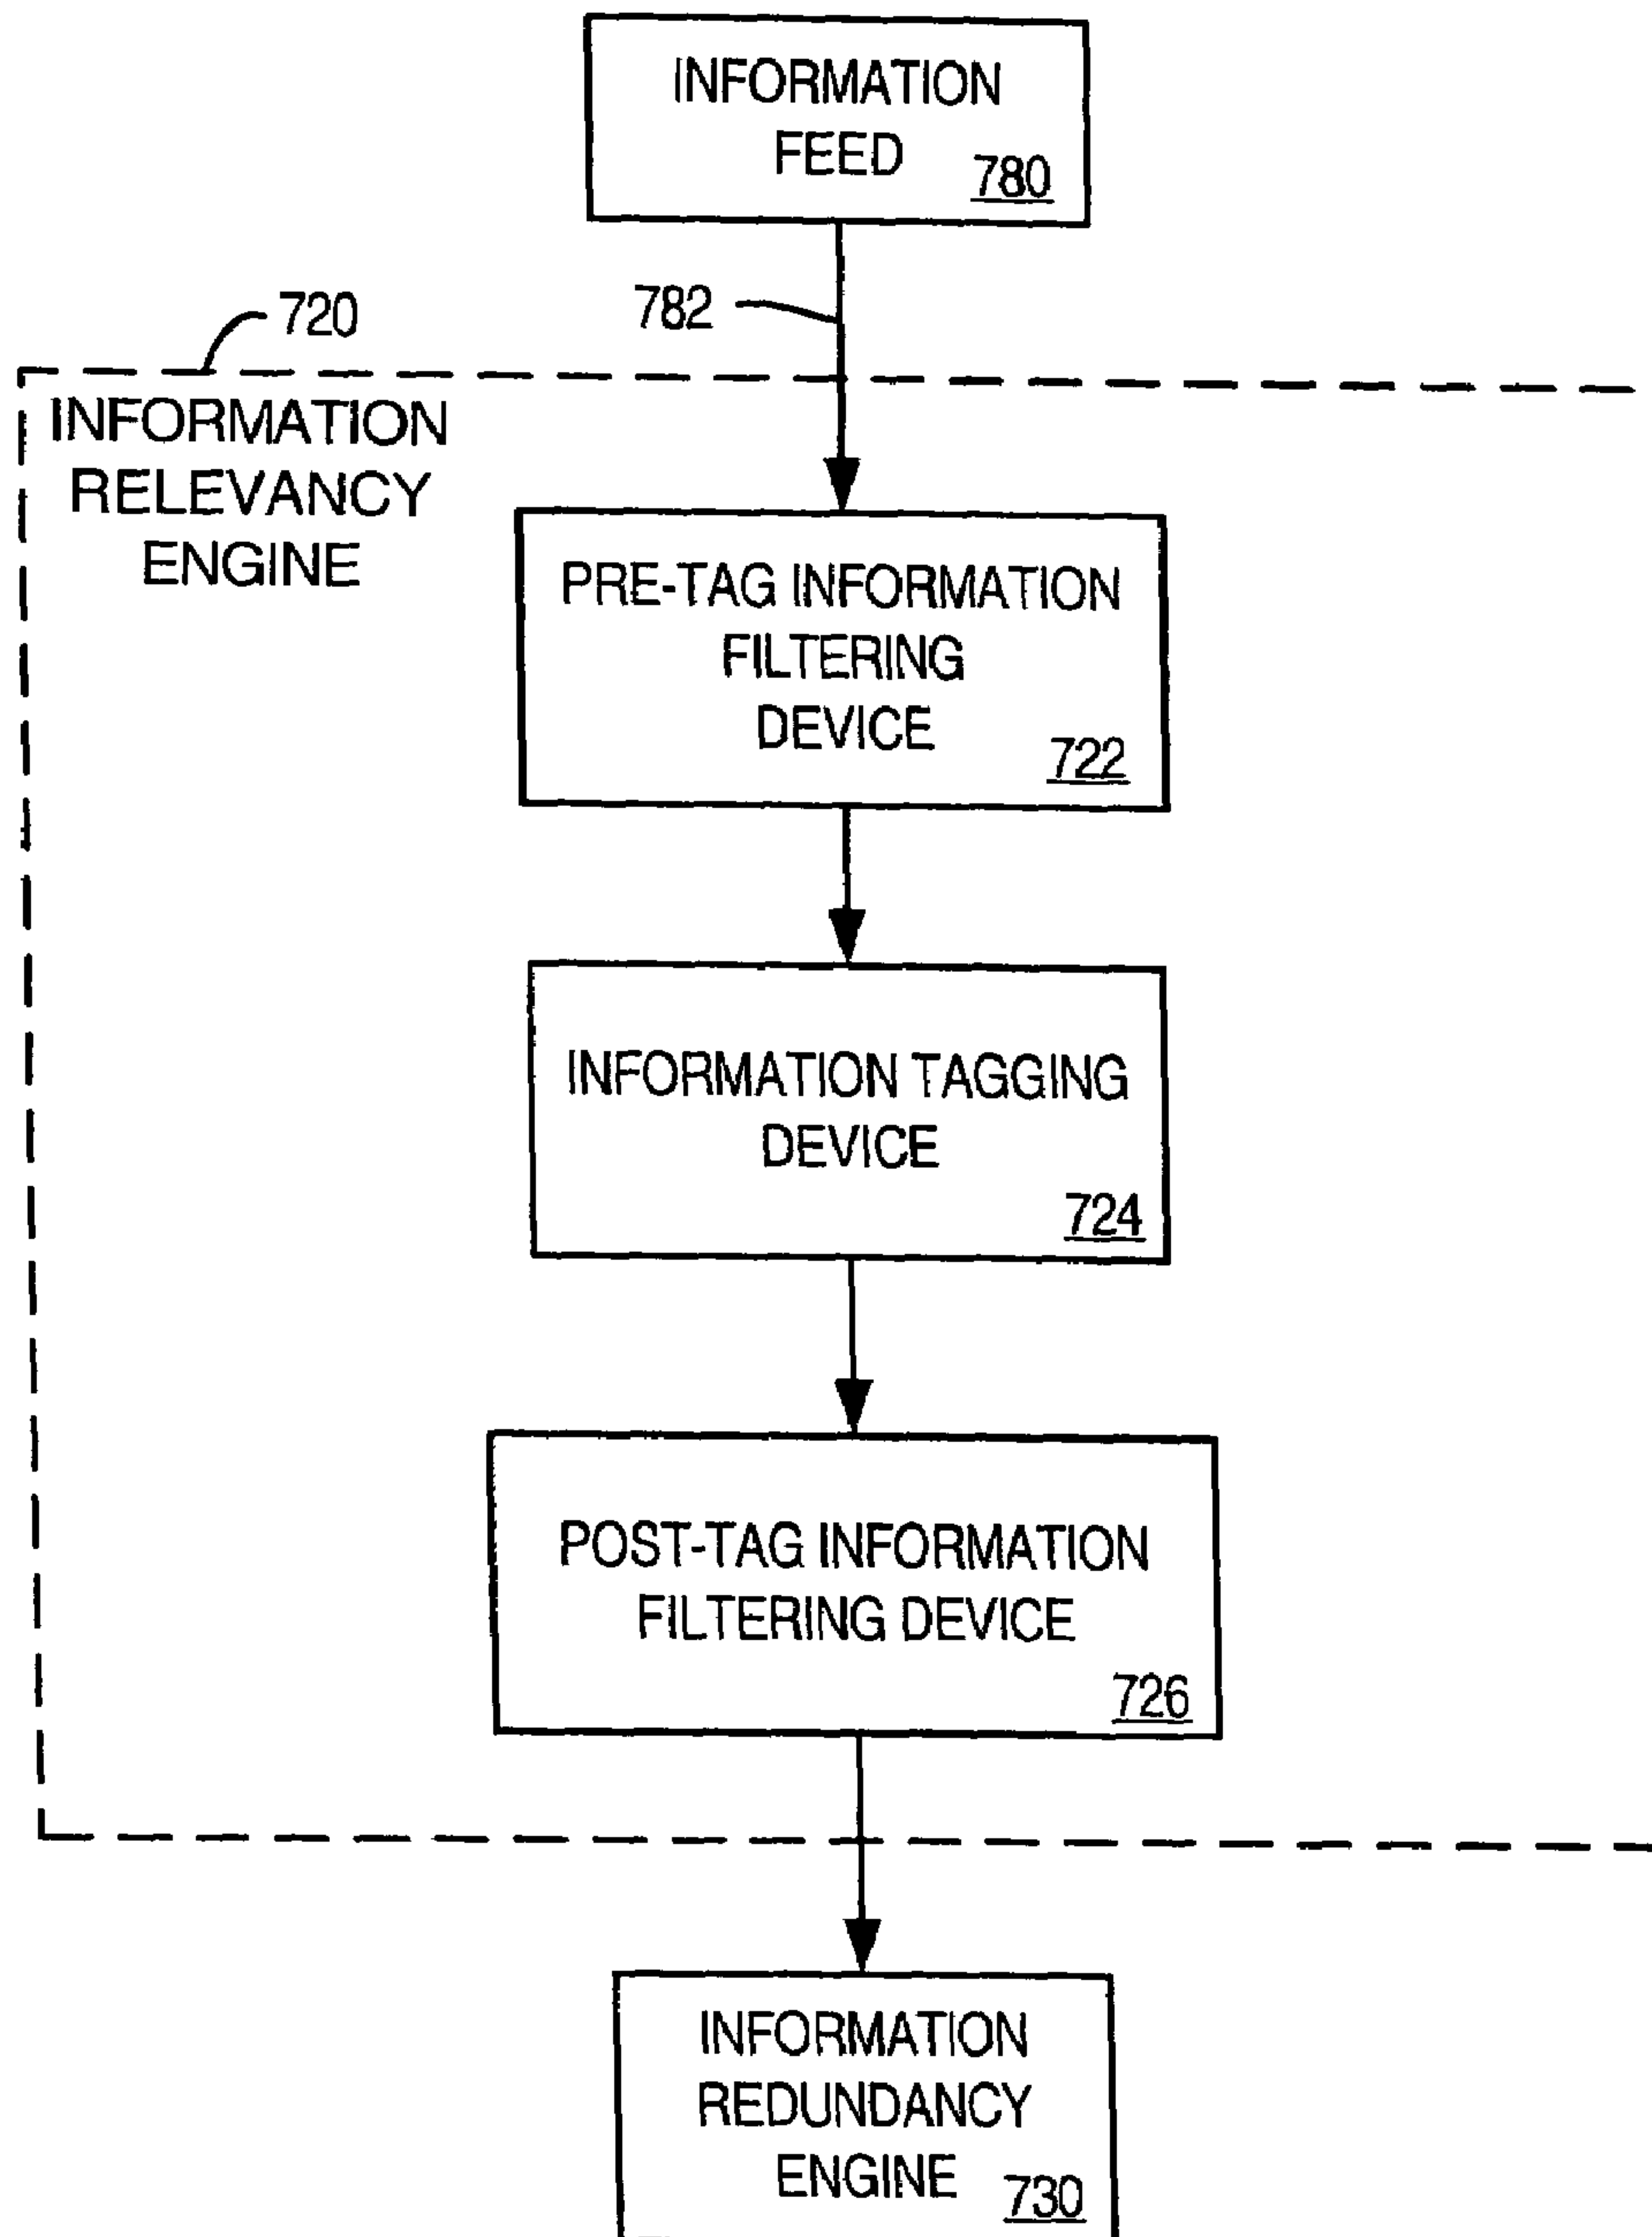 INFORMATION
FEED
780
720
782
INFORMATION
RELEVANCY
ENGINE
PRE-TAG INFORMATION
FILTERING
DEVICE
722
INFORMATION TAGGING
DEVICE
724
POST-TAG INFORMATION
FILTERING DEVICE
726
INFORMATION
REDUNDANCY
ENGINE
730